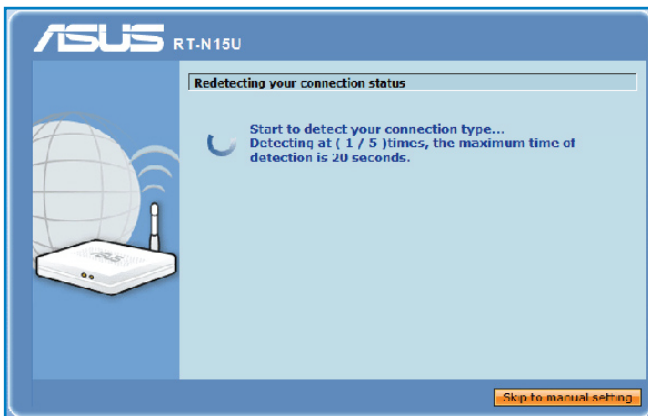 ASUS RT-N15U
Redetecting your connection status
Start to detect your connection type...
Detecting at ( 1 / 5 )times, the maximum time of
detection is 20 seconds.
ASUS
Skip to manual setting